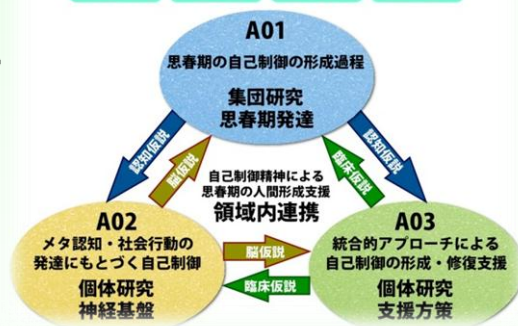 A01
思春期の自己制御の形成過程
集団研究
思春期発達
認知仮説
脳仮説
臨床仮説
認知仮説
自己制御精神による
思春期の人間形成支援
領域内連携
A02
メタ認知・社会行動の
発達にもとづく自己制御
個体研究
神経基盤
脳仮説
臨床仮説
A03
統合的アプローチによる
自己制御の形成・修復支援
個体研究
支援方策